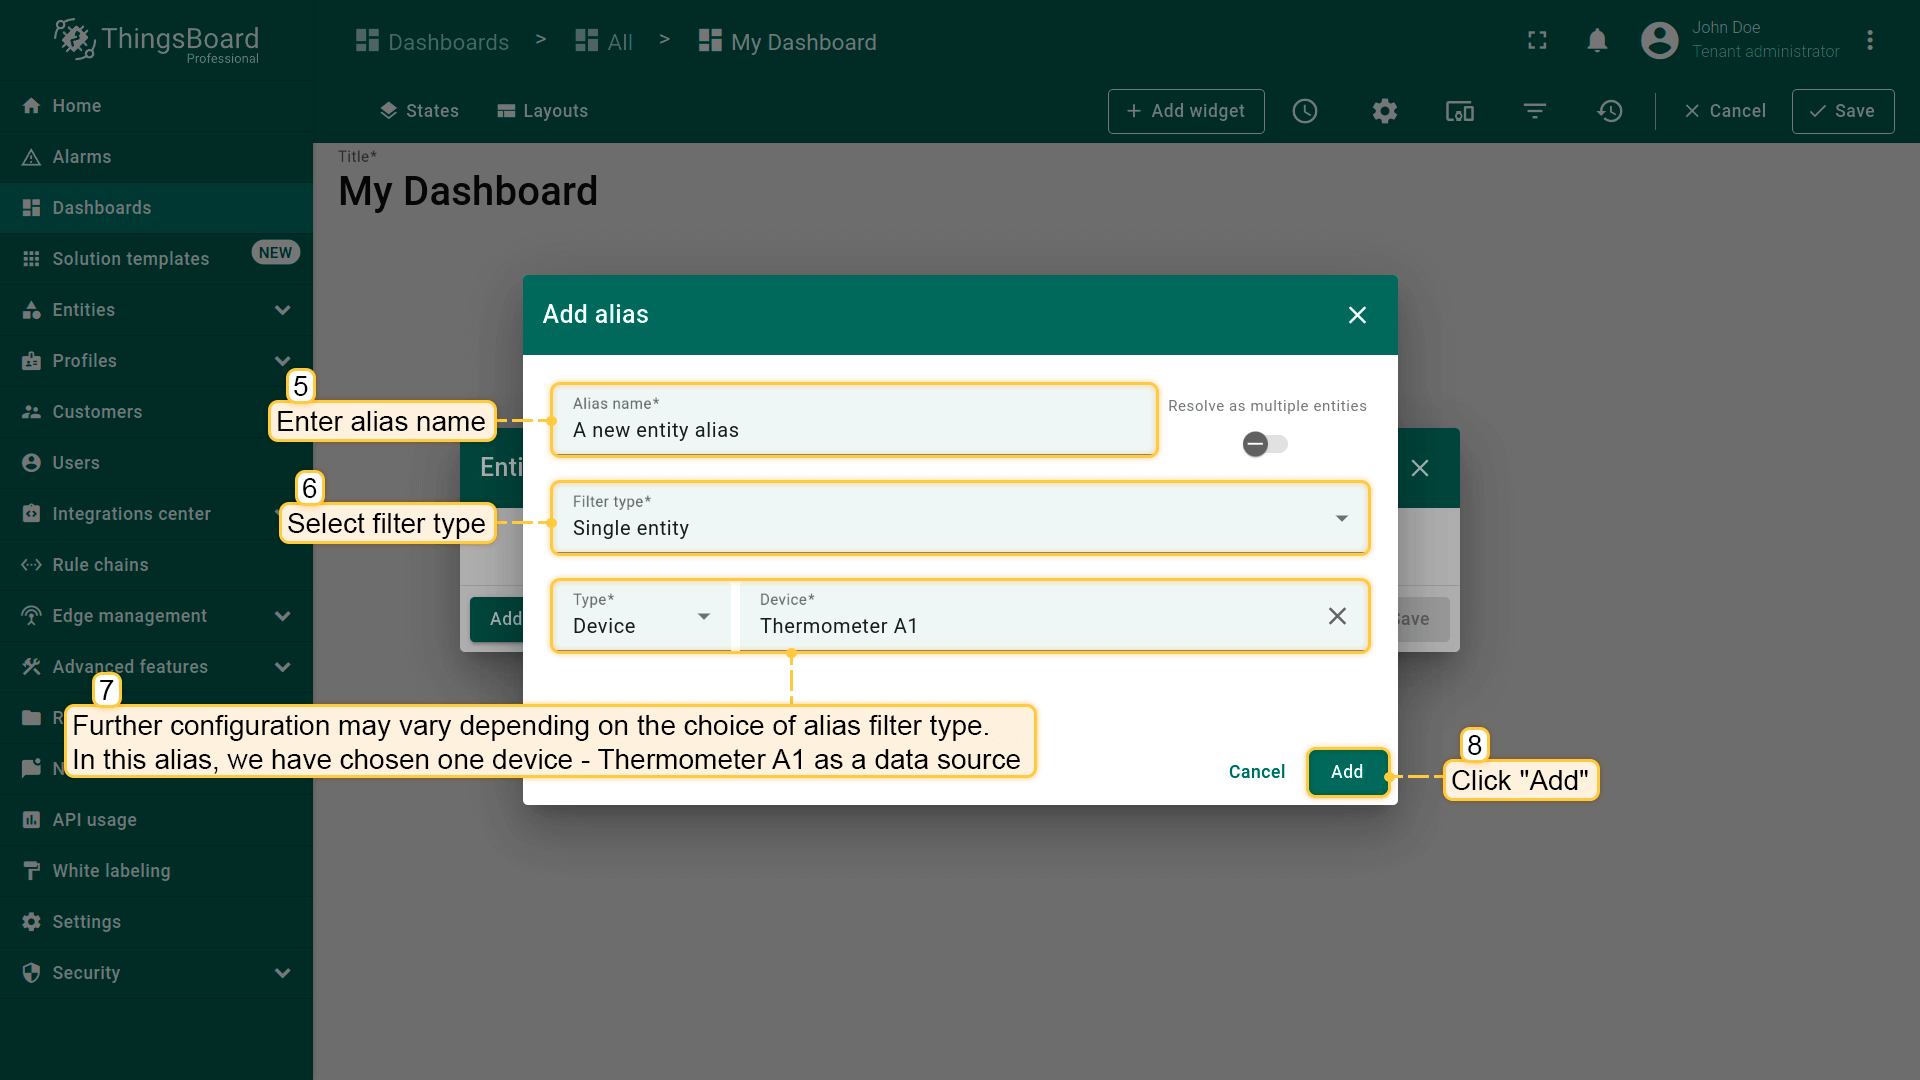 ThingsBoard
Professional
Dashboards > All > My Dashboard
John Doe
Tenant administrator
States
Layouts
+ Add widget
Cancel
Save
Home
Alarms
Dashboards
Solution templates
NEW
Entities
Profiles
Customers
Users
Integrations center
Rule chains
Edge management
Advanced features
API usage
White labeling
Settings
Security
Title*
My Dashboard
Add
Add alias
5
Enter alias name
Alias name*
A new entity alias
Resolve as multiple entities
6
Select filter type
Filter type*
Single entity
Type*
Device
Device*
Thermometer A1
7
Further configuration may vary depending on the choice of alias filter type.
In this alias, we have chosen one device - Thermometer A1 as a data source
Cancel
Add
8
Click "Add"